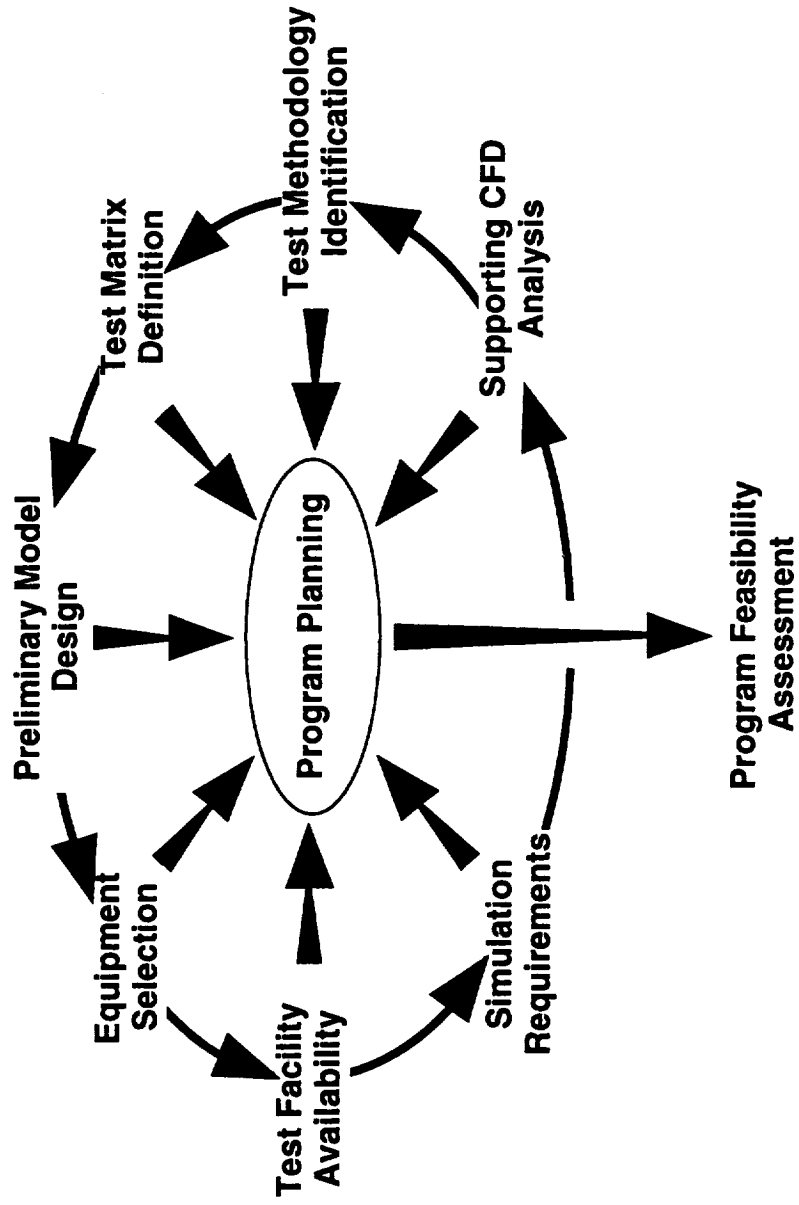 Preliminary Model
Design
Equipment
Selection
Test Matrix
Definition
Test Facility
Availability
Program Planning
Test Methodology
Identification
Simulation
Requirements
Supporting CFD
Analysis
Program Feasibility
Assessment